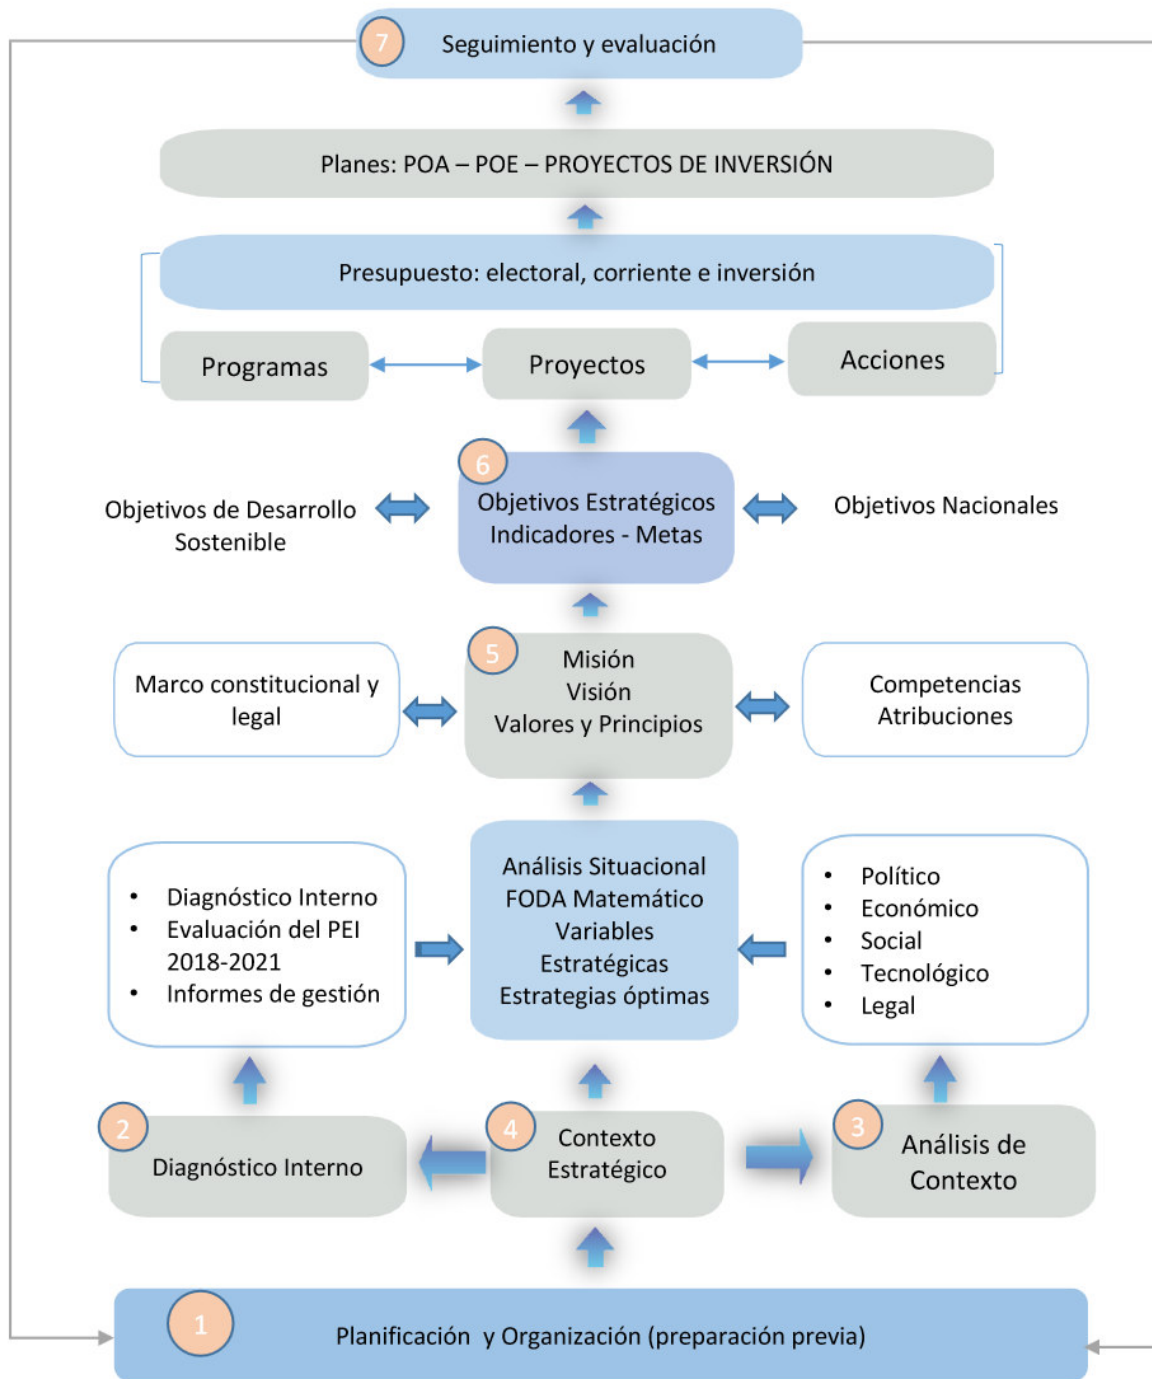 7
Seguimiento y evaluación
Planes: POA – POE – PROYECTOS DE INVERSIÓN
Presupuesto: electoral, corriente e inversión
Programas
Proyectos
Acciones
6
Objetivos de Desarrollo
Sostenible
Objetivos Estratégicos
Indicadores - Metas
Objetivos Nacionales
5
Marco constitucional y
legal
Misión
Visión
Valores y Principios
Competencias
Atribuciones
• Diagnóstico Interno
• Evaluación del PEI
2018-2021
• Informes de gestión
Análisis Situacional
FODA Matemático
Variables
Estratégicas
Estrategias óptimas
• Político
• Económico
• Social
• Tecnológico
• Legal
2
Diagnóstico Interno
4
Contexto
Estratégico
3
Análisis de
Contexto
1
Planificación y Organización (preparación previa)